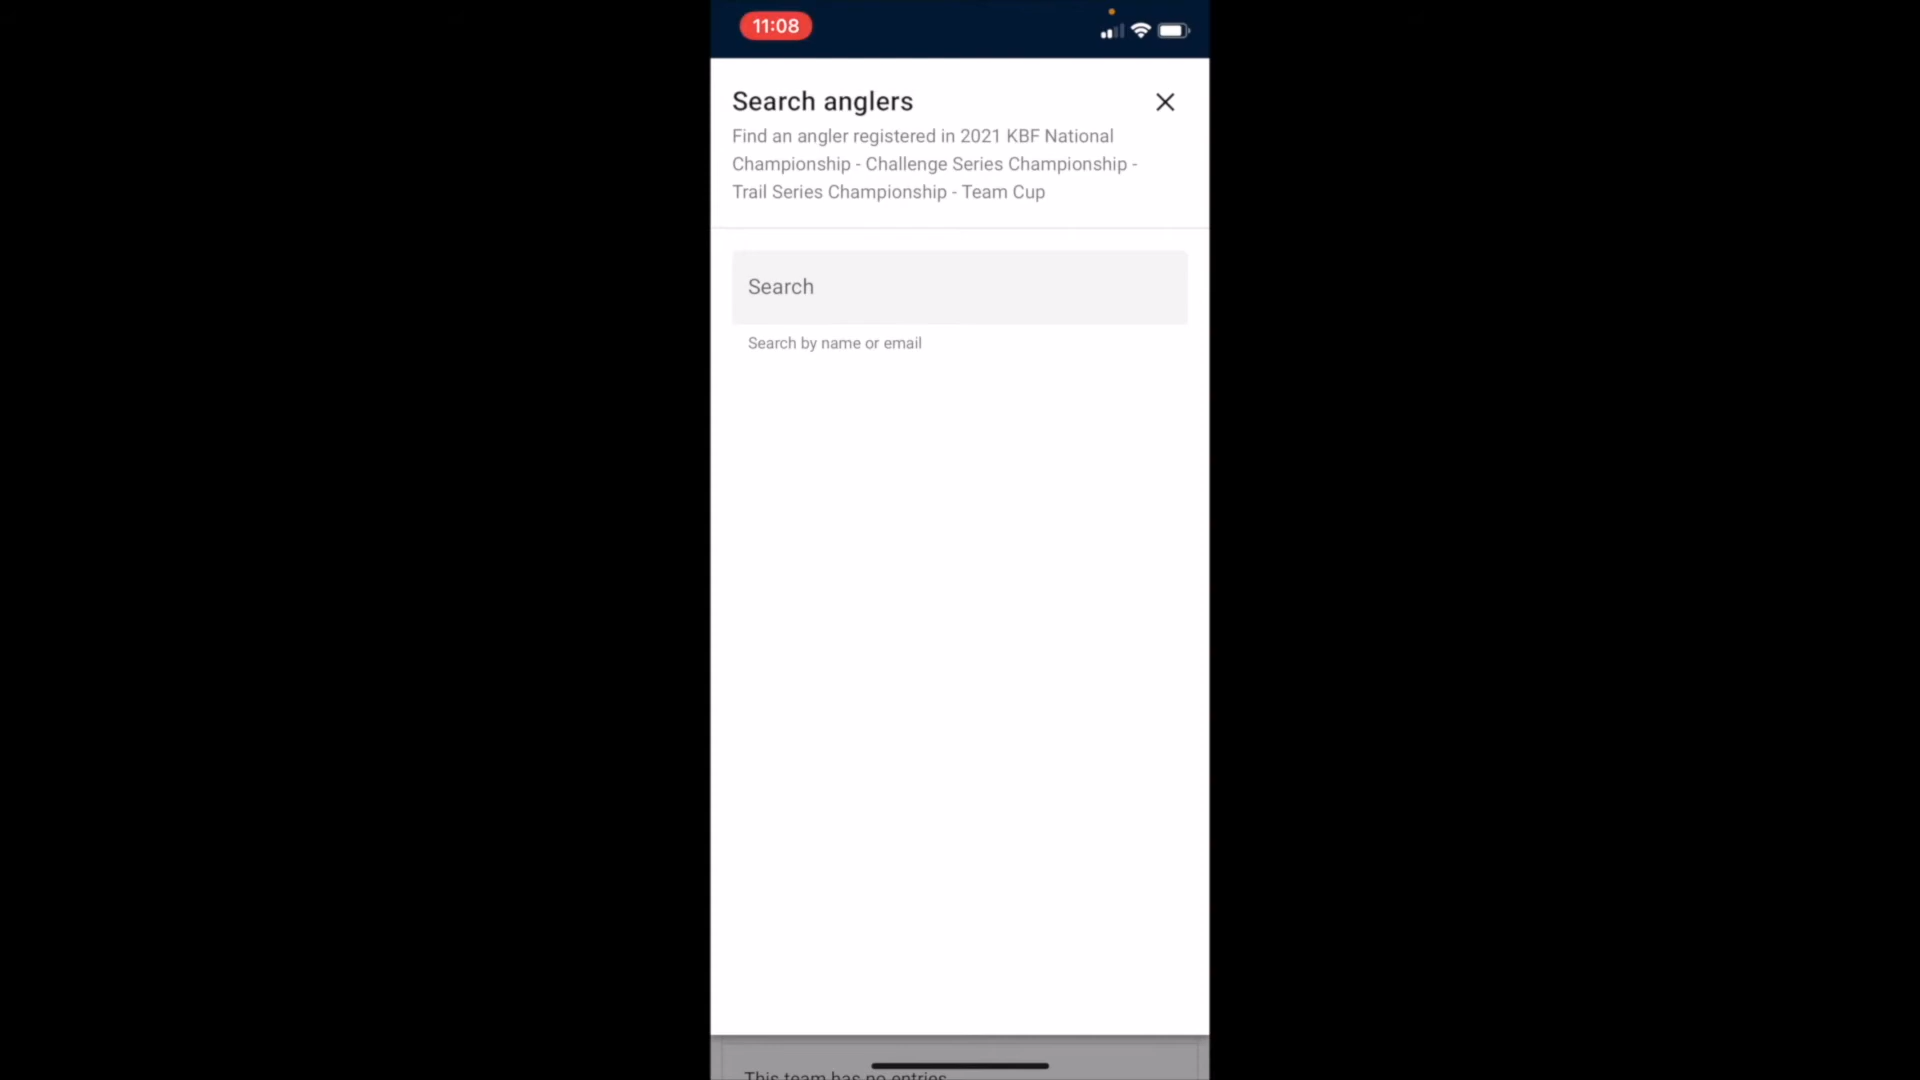 11:08
Search anglers
Find an angler registered in 2021 KBF National
Championship - Challenge Series Championship -
Trail Series Championship - Team Cup
Search
Search by name or email
This team has no entries